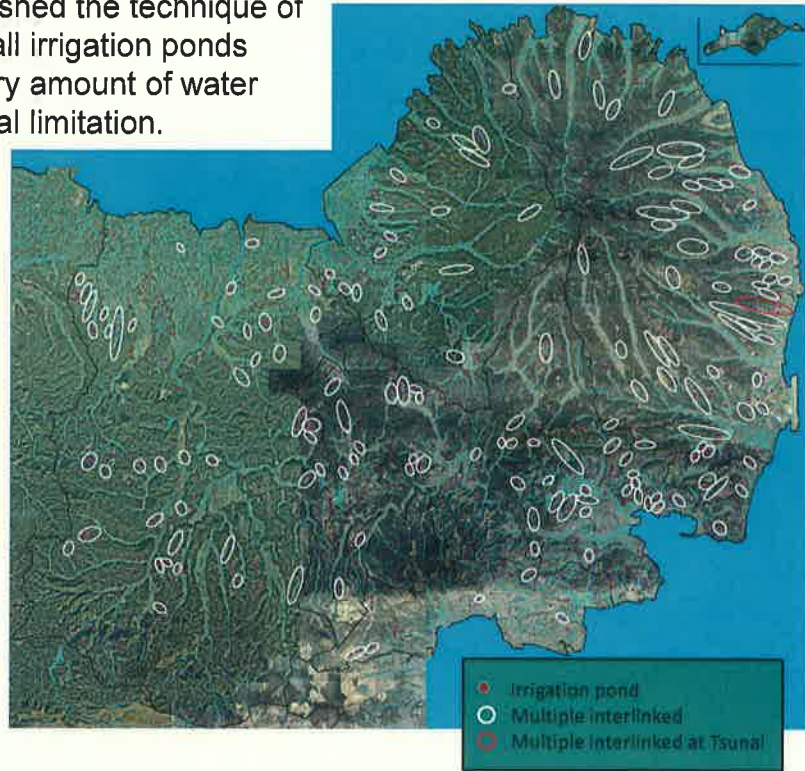 shed the technique of
all irrigation ponds
ry amount of water
al limitation.
Irrigation pond
Multiple interlinked
Multiple interlinked at Tsunai